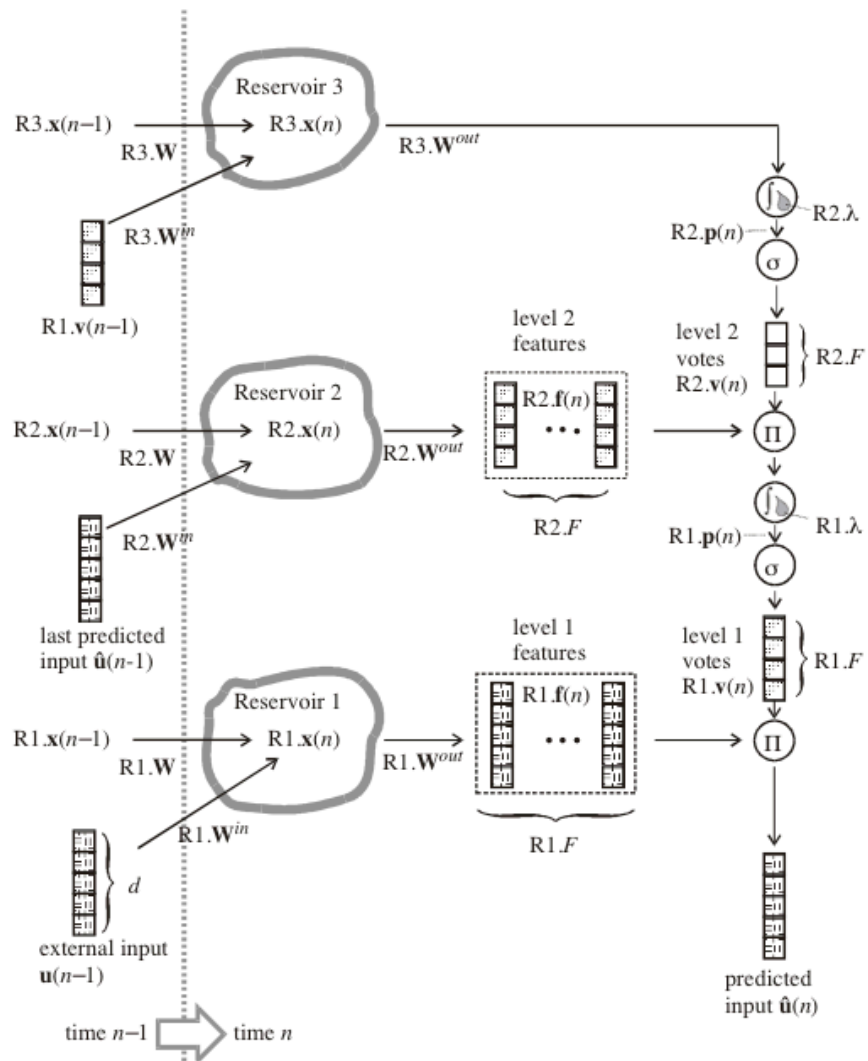 Reservoir 3
R3.x(n−1)
R3.x(n)
R3.W
R3.W^out
R3.W^in
R1.v(n−1)
∫
R2.λ
R2.p(n)
σ
level 2
votes
R2.v(n)
R2.F
level 2
features
Reservoir 2
R2.x(n−1)
R2.x(n)
R2.f(n)
...
R2.W
R2.W^out
Π
R2.W^in
R2.F
∫
R1.λ
R1.p(n)
σ
last predicted
input û(n-1)
level 1
features
level 1
votes
R1.v(n)
R1.F
Reservoir 1
R1.x(n−1)
R1.x(n)
R1.f(n)
...
R1.W
R1.W^out
Π
R1.W^in
R1.F
d
external input
u(n−1)
predicted
input û(n)
time n−1
time n